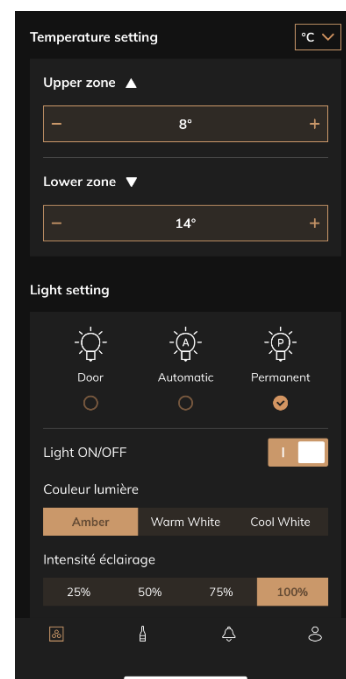 Temperature setting °C
Upper zone ▲
− 8° +
Lower zone ▼
− 14° +
Light setting
A P
Door Automatic Permanent
Light ON/OFF I
Couleur lumière
Amber Warm White Cool White
Intensité éclairage
25% 50% 75% 100%